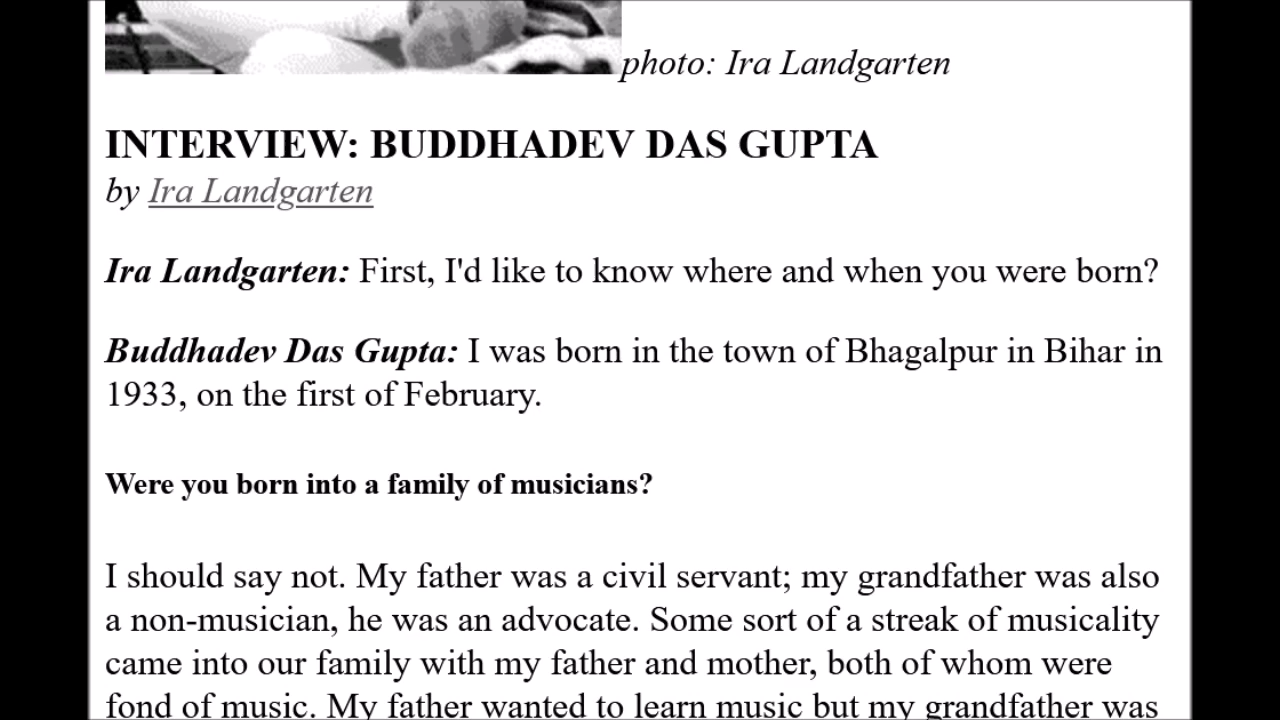 photo: Ira Landgarten
INTERVIEW: BUDDHADEV DAS GUPTA
by Ira Landgarten
Ira Landgarten: First, I'd like to know where and when you were born?
Buddhadev Das Gupta: I was born in the town of Bhagalpur in Bihar in
1933, on the first of February.
Were you born into a family of musicians?
I should say not. My father was a civil servant; my grandfather was also
a non-musician, he was an advocate. Some sort of a streak of musicality
came into our family with my father and mother, both of whom were
fond of music. My father wanted to learn music but my grandfather was